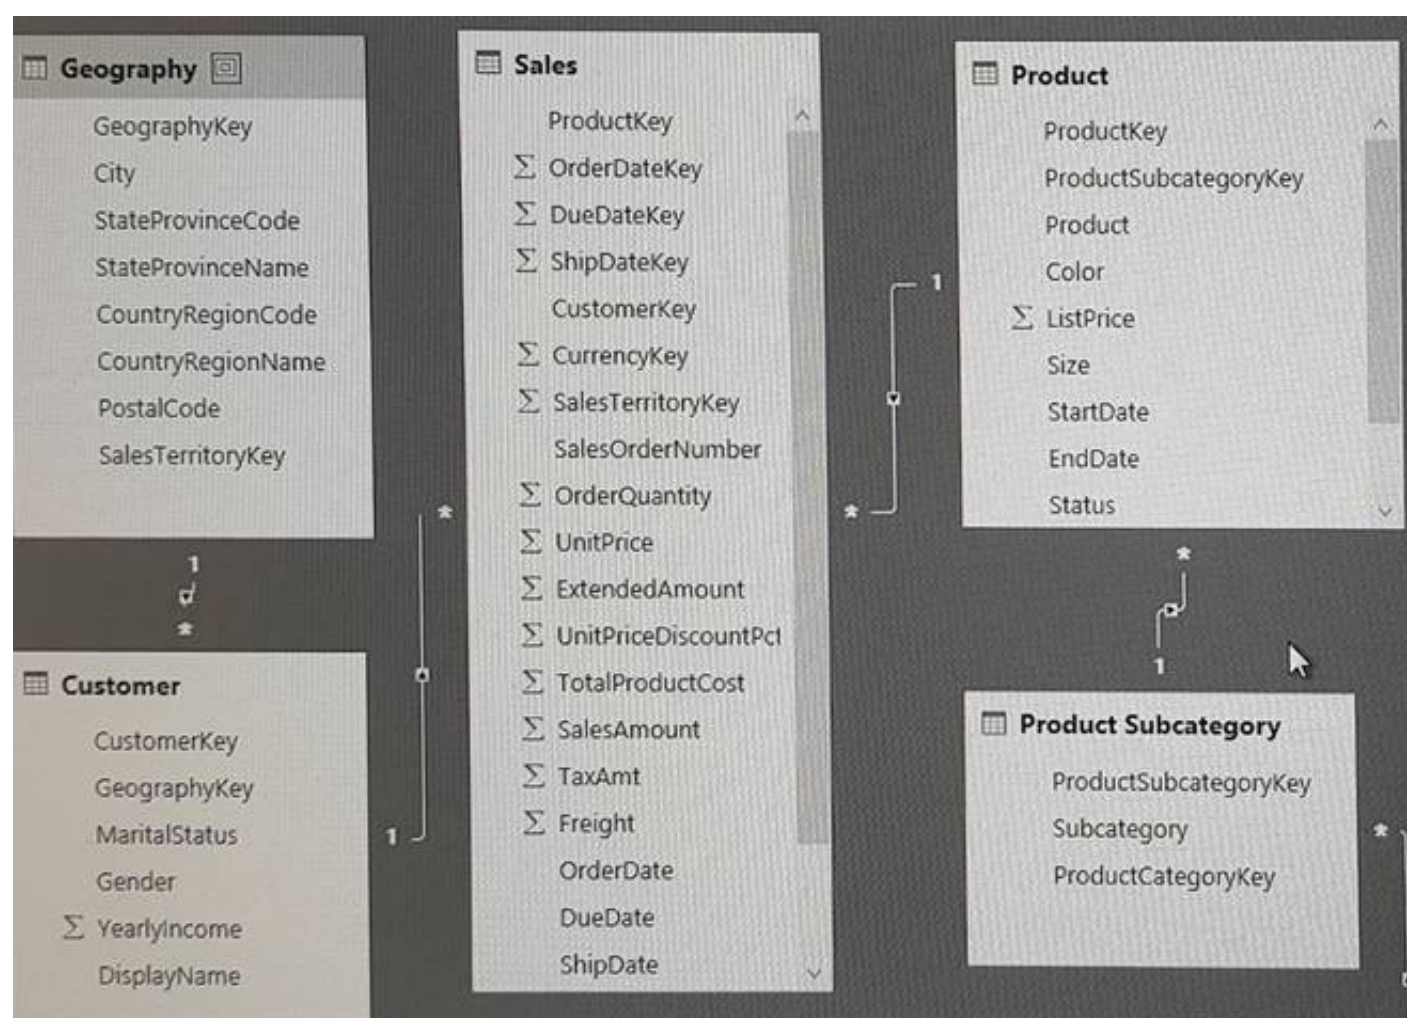 Geography
GeographyKey
City
StateProvinceCode
StateProvinceName
CountryRegionCode
CountryRegionName
PostalCode
SalesTerritoryKey
1
*
Customer
CustomerKey
GeographyKey
MaritalStatus
Gender
Σ YearlyIncome
DisplayName
*
1
Sales
ProductKey
Σ OrderDateKey
Σ DueDateKey
Σ ShipDateKey
CustomerKey
Σ CurrencyKey
Σ SalesTerritoryKey
SalesOrderNumber
Σ OrderQuantity
Σ UnitPrice
Σ ExtendedAmount
Σ UnitPriceDiscountPct
Σ TotalProductCost
Σ SalesAmount
Σ TaxAmt
Σ Freight
OrderDate
DueDate
ShipDate
1
*
Product
ProductKey
ProductSubcategoryKey
Product
Color
Σ ListPrice
Size
StartDate
EndDate
Status
*
1
Product Subcategory
ProductSubcategoryKey
Subcategory
ProductCategoryKey
*